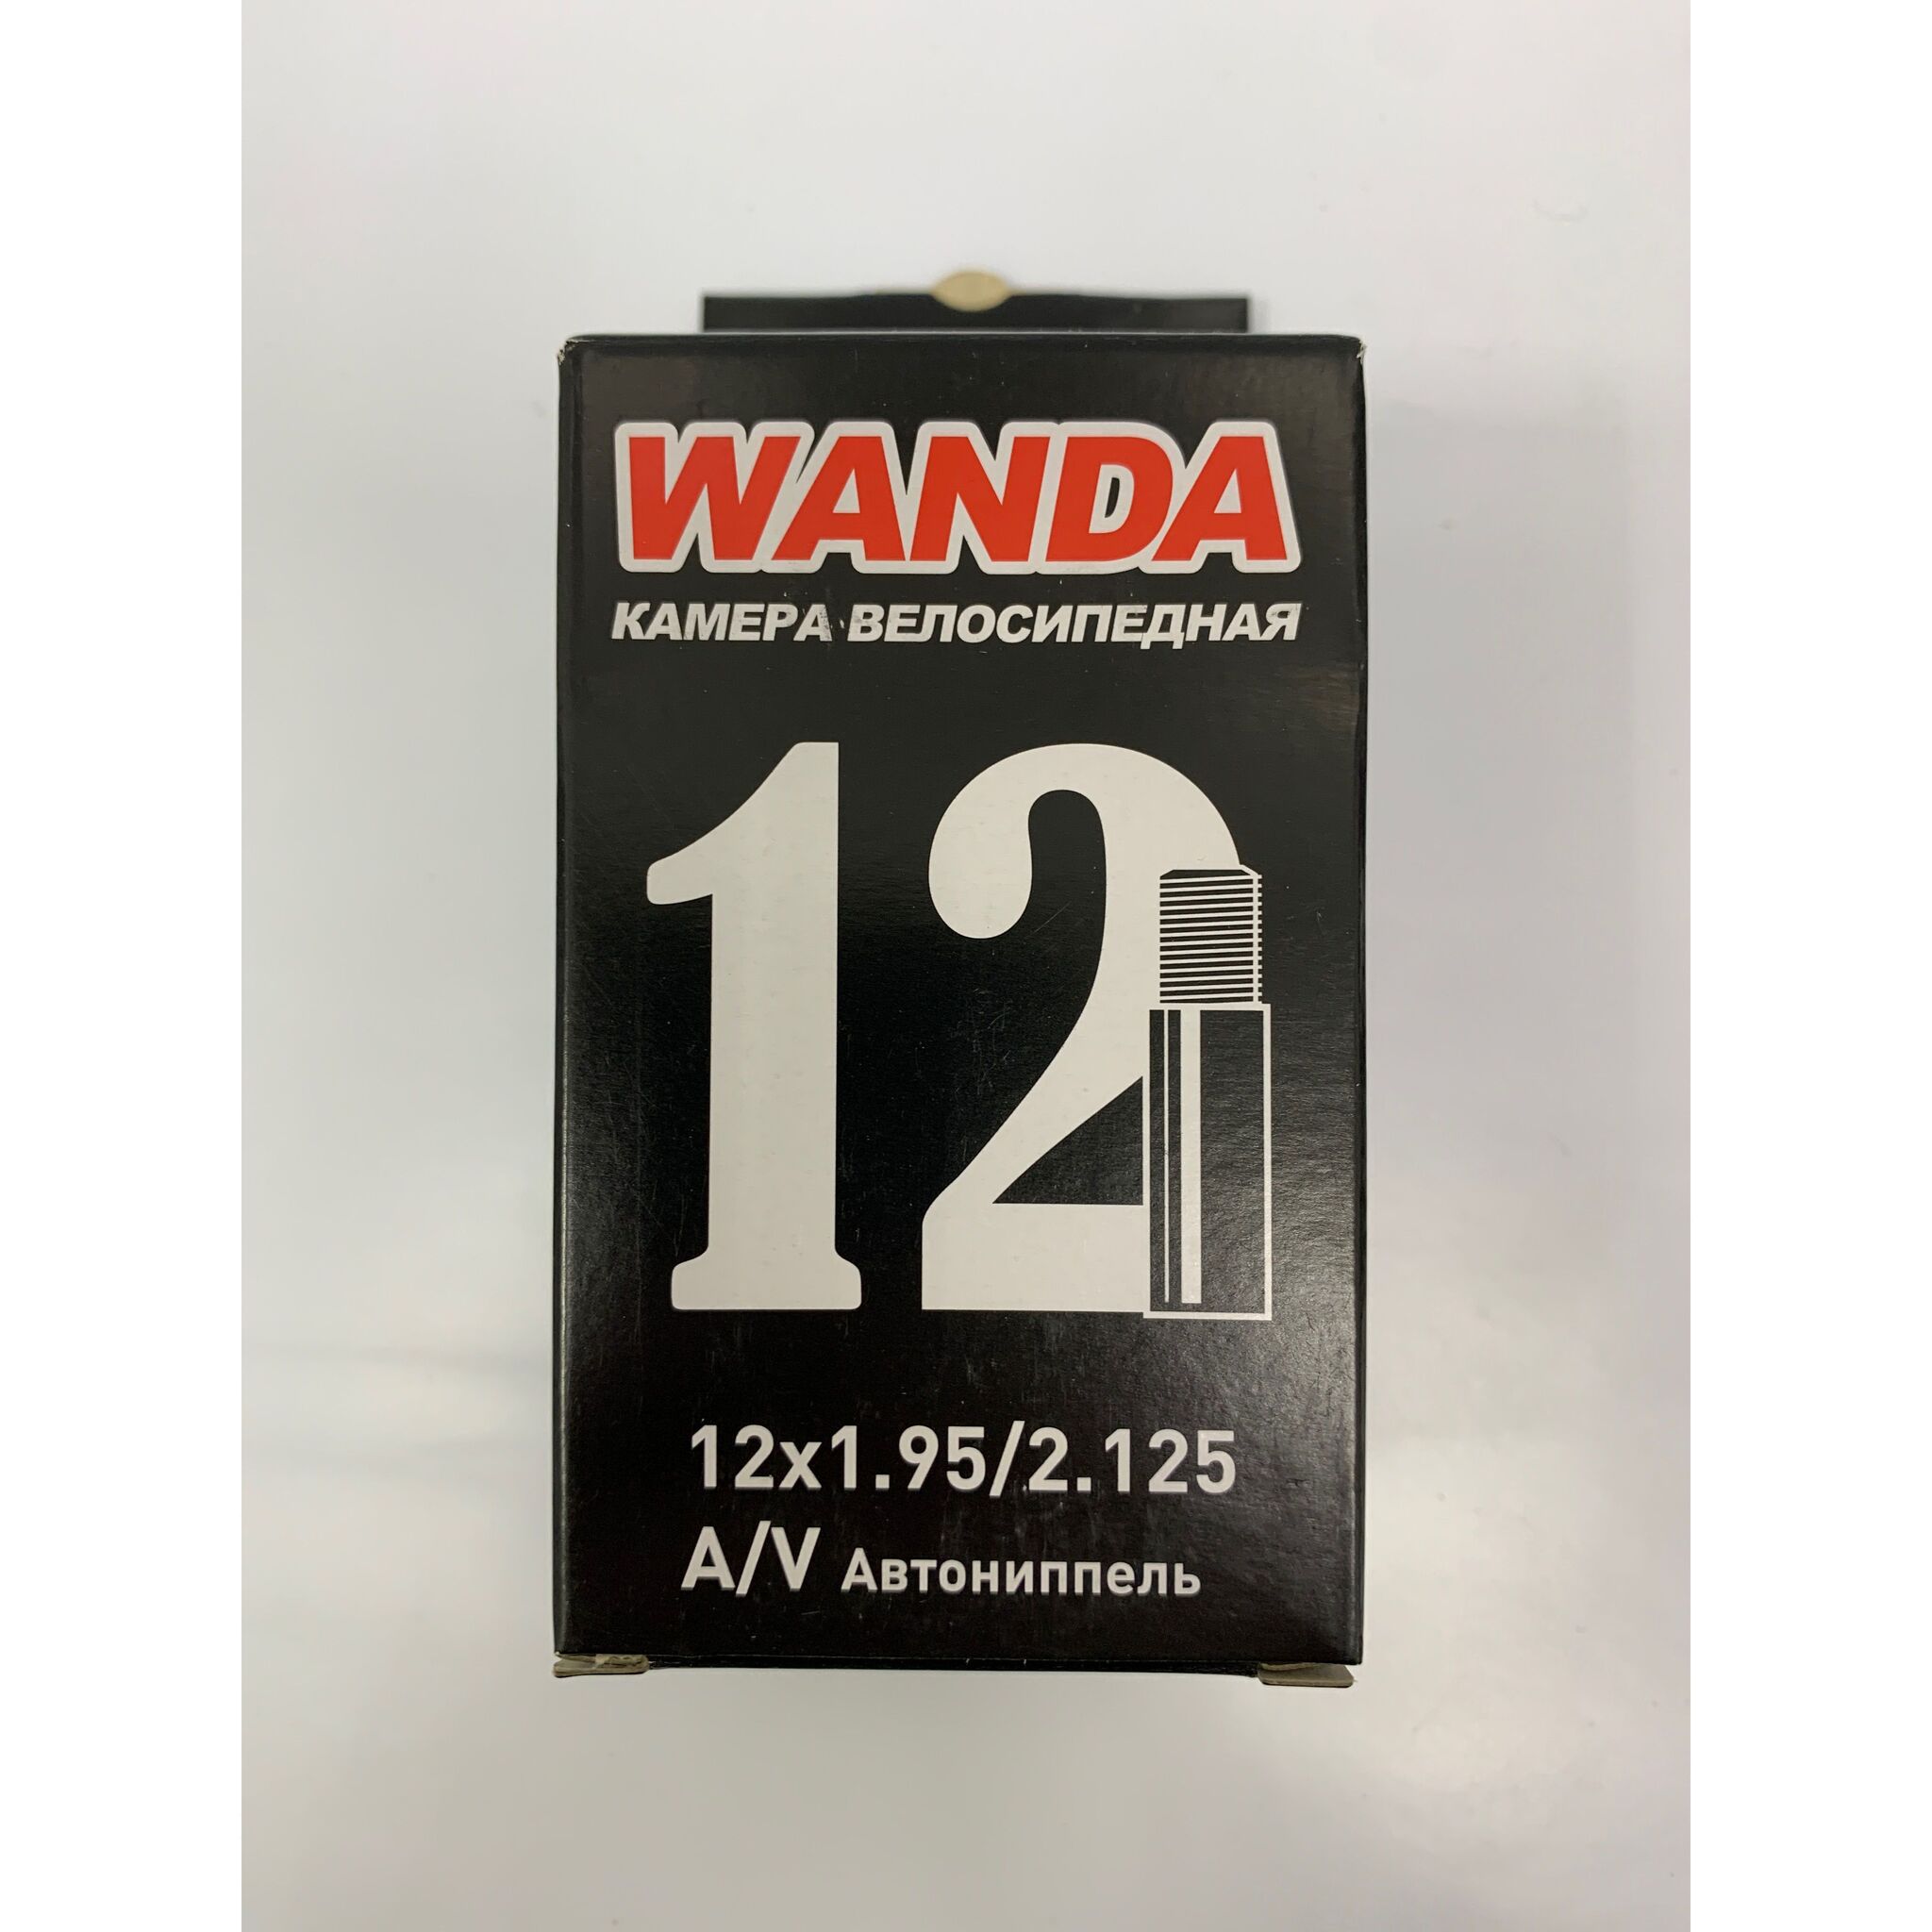 WANDA
КАМЕРА ВЕЛОСИПЕДНАЯ
12
12x1.95/2.125
A/V Автониппель